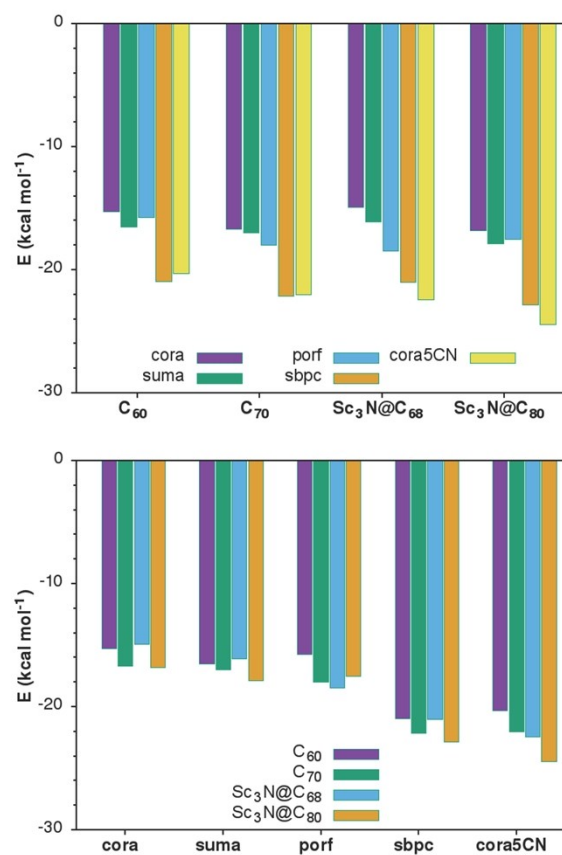 0
-10
-20
-30
E (kcal mol⁻¹)
cora porf cora5CN
suma sbpc
C₆₀ C₇₀ Sc₃N@C₆₈ Sc₃N@C₈₀
0
-10
-20
-30
E (kcal mol⁻¹)
C₆₀
C₇₀
Sc₃N@C₆₈
Sc₃N@C₈₀
cora suma porf sbpc cora5CN